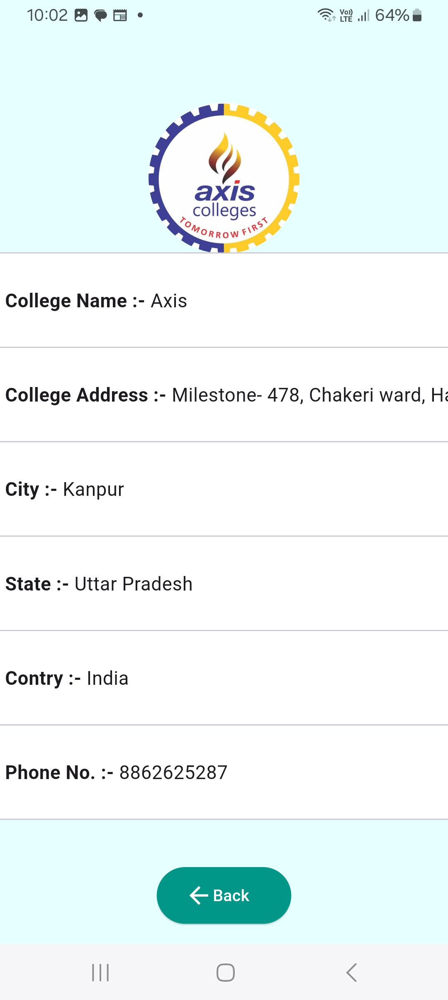 10:02
Vo)) LTE
64%
axis
colleges
TOMORROW FIRST
College Name :- Axis
College Address :- Milestone- 478, Chakeri ward,
City :- Kanpur
State :- Uttar Pradesh
Contry :- India
Phone No. :- 8862625287
Back